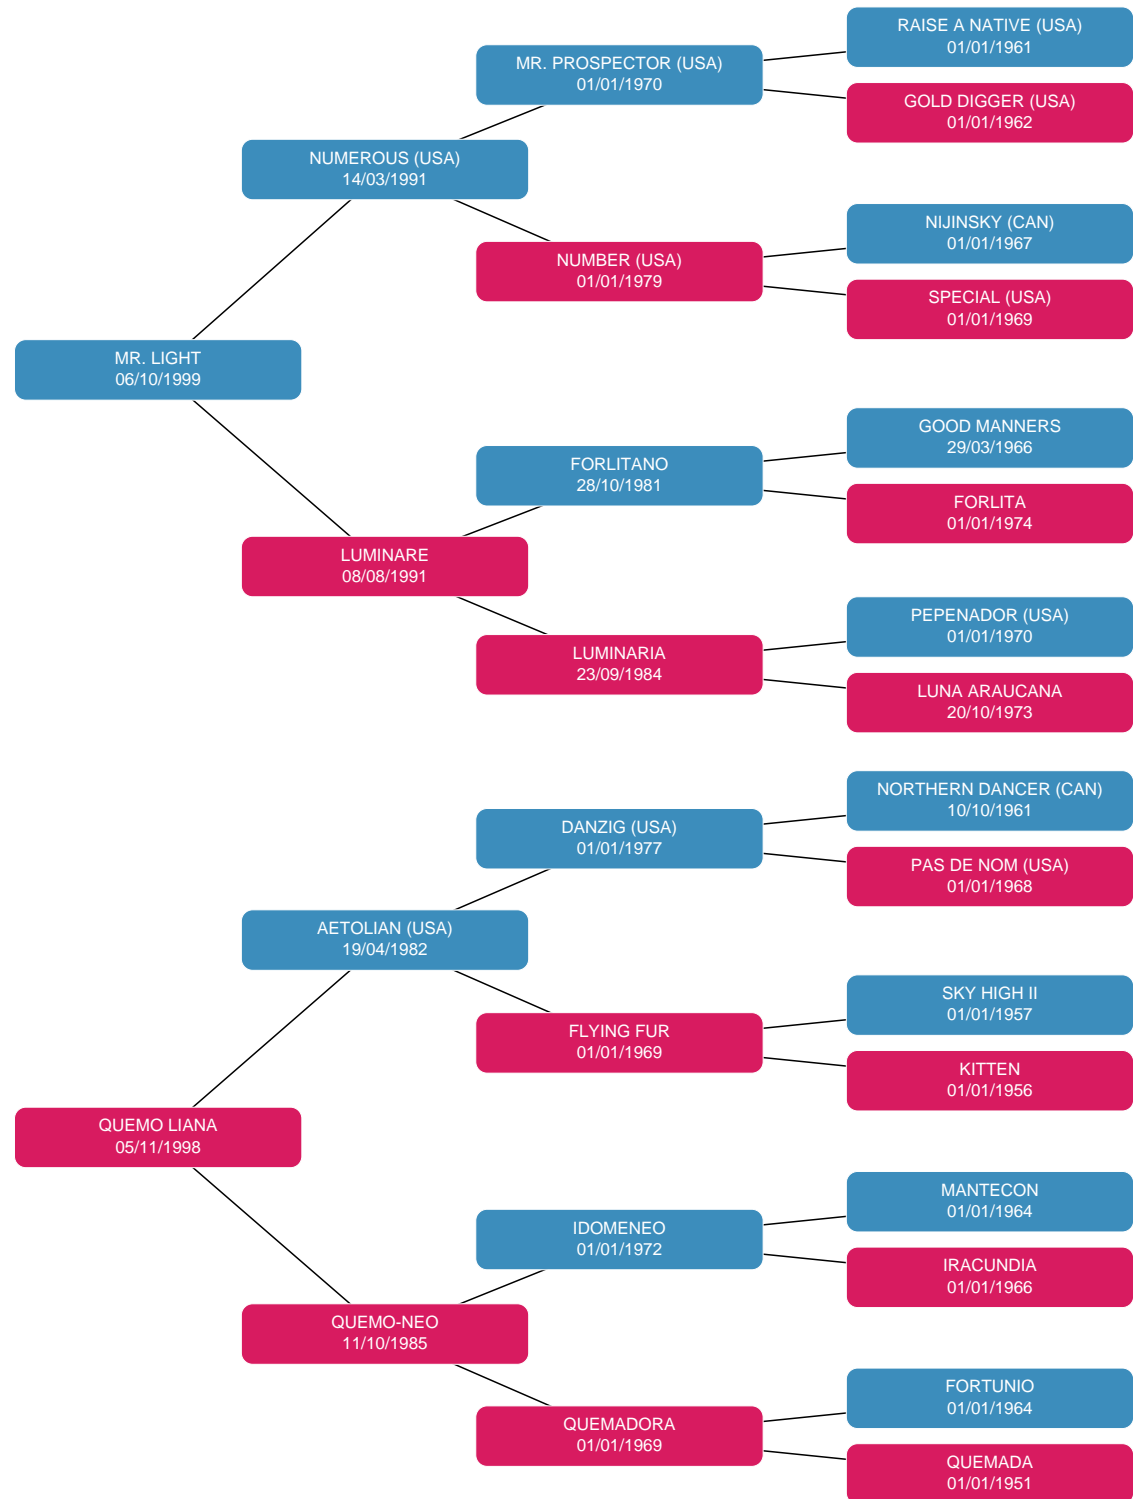 RAISE A NATIVE (USA)
01/01/1961
MR. PROSPECTOR (USA)
01/01/1970
GOLD DIGGER (USA)
01/01/1962
NUMEROUS (USA)
14/03/1991
NIJINSKY (CAN)
01/01/1967
NUMBER (USA)
01/01/1979
SPECIAL (USA)
01/01/1969
MR. LIGHT
06/10/1999
GOOD MANNERS
29/03/1966
FORLITANO
28/10/1981
FORLITA
01/01/1974
LUMINARE
08/08/1991
PEPENADOR (USA)
01/01/1970
LUMINARIA
23/09/1984
LUNA ARAUCANA
20/10/1973
NORTHERN DANCER (CAN)
10/10/1961
DANZIG (USA)
01/01/1977
PAS DE NOM (USA)
01/01/1968
AETOLIAN (USA)
19/04/1982
SKY HIGH II
01/01/1957
FLYING FUR
01/01/1969
KITTEN
01/01/1956
QUEMO LIANA
05/11/1998
MANTECON
01/01/1964
IDOMENEO
01/01/1972
IRACUNDIA
01/01/1966
QUEMO-NEO
11/10/1985
FORTUNIO
01/01/1964
QUEMADORA
01/01/1969
QUEMADA
01/01/1951